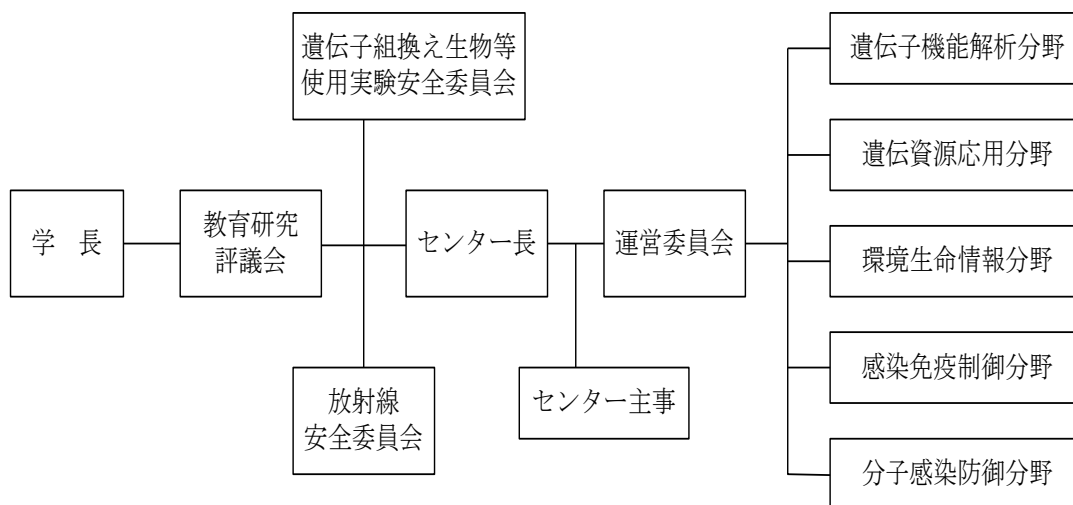 遺伝子組換え生物等
使用実験安全委員会
学　長
教育研究
評議会
放射線
安全委員会
センター長
センター主事
運営委員会
遺伝子機能解析分野
遺伝資源応用分野
環境生命情報分野
感染免疫制御分野
分子感染防御分野